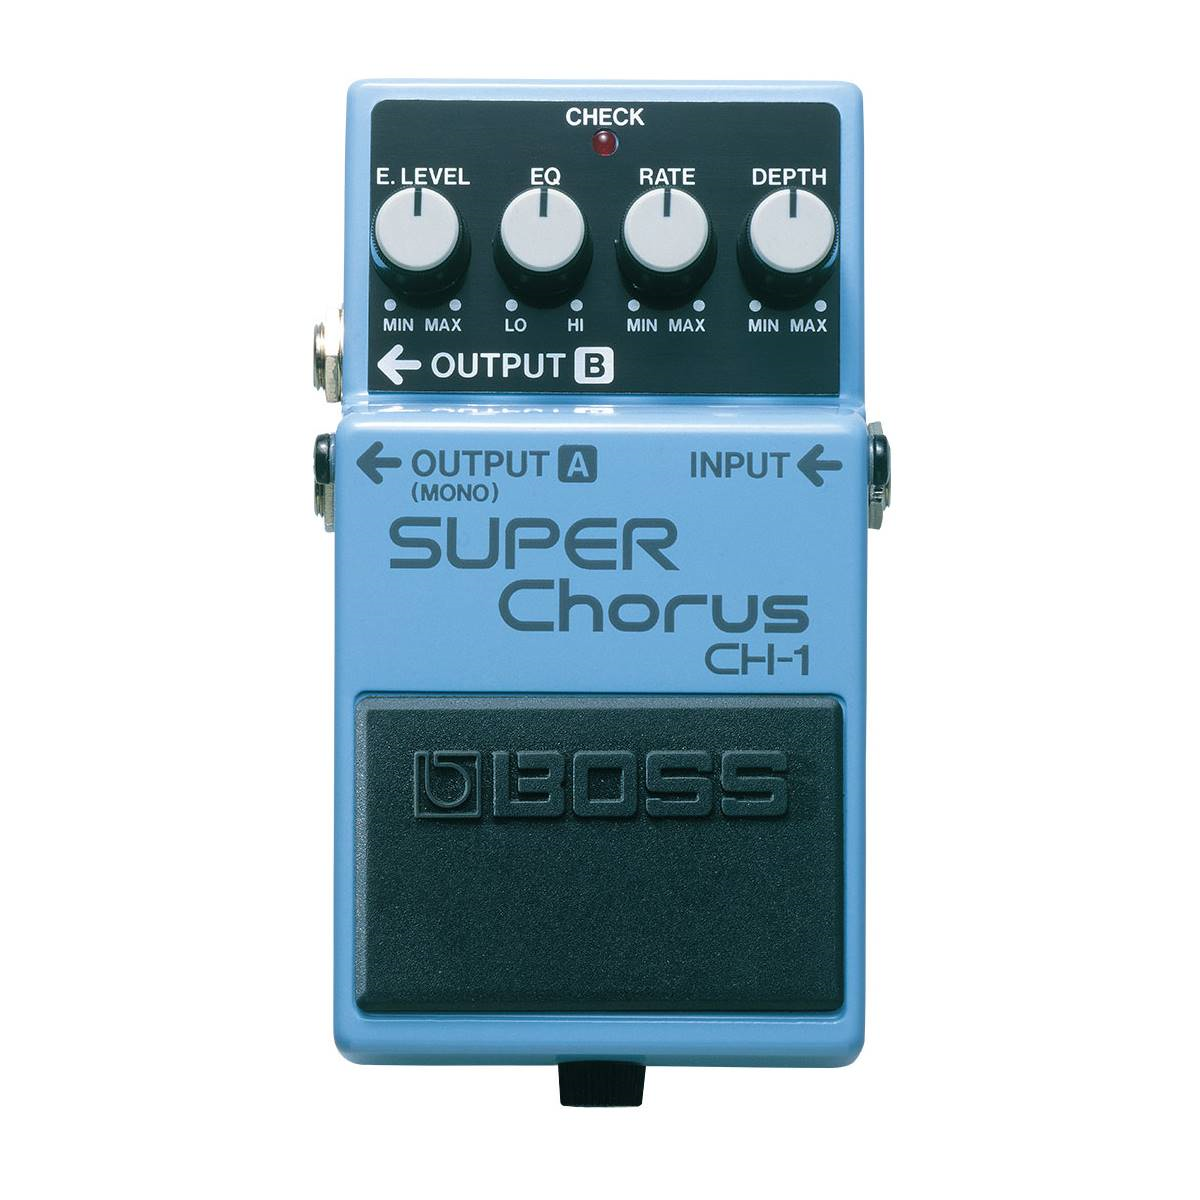 CHECK
E. LEVEL EQ RATE DEPTH
MIN MAX LO HI MIN MAX MIN MAX
OUTPUT B
OUTPUT A INPUT
(MONO)
SUPER
Chorus
CH-1
BOSS